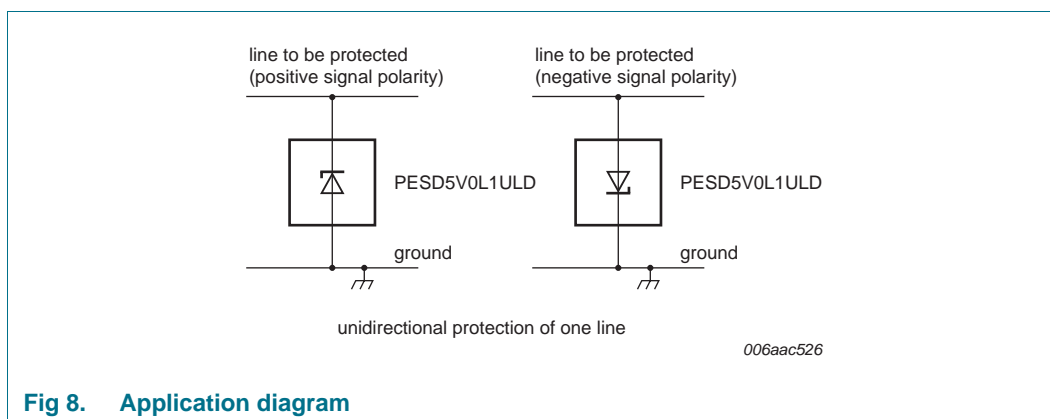 line to be protected
(positive signal polarity)
line to be protected
(negative signal polarity)
PESD5V0L1ULD
PESD5V0L1ULD
ground
ground
unidirectional protection of one line
006aac526
Fig 8. Application diagram